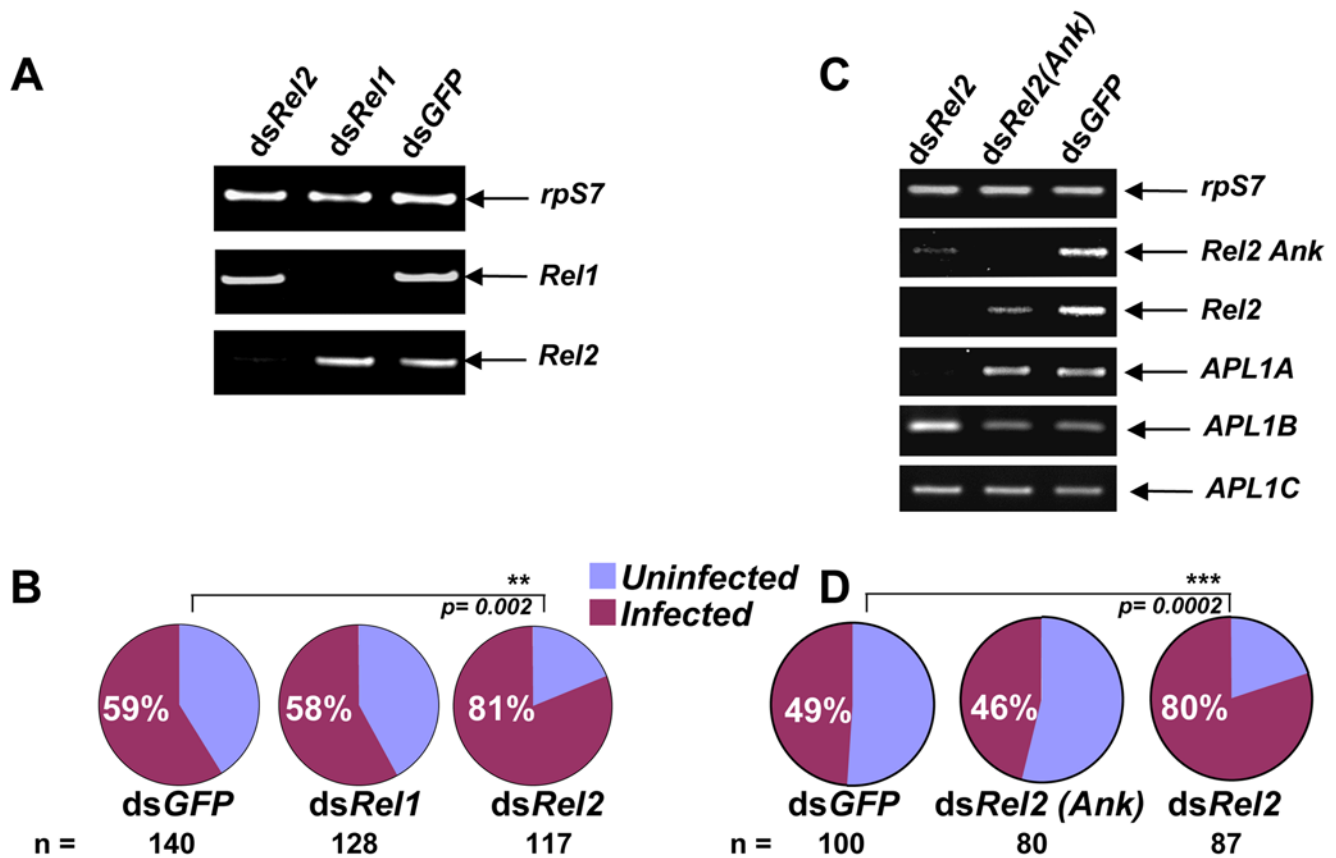 A
dsRel2 dsRel1 dsGFP
rpS7
Rel1
Rel2
C
dsRel2 dsRel2(Ank) dsGFP
rpS7
Rel2 Ank
Rel2
APL1A
APL1B
APL1C
B
**
p= 0.002
Uninfected
Infected
59% 58% 81%
dsGFP dsRel1 dsRel2
n = 140 128 117
D
***
p= 0.0002
49% 46% 80%
dsGFP dsRel2 (Ank) dsRel2
n = 100 80 87